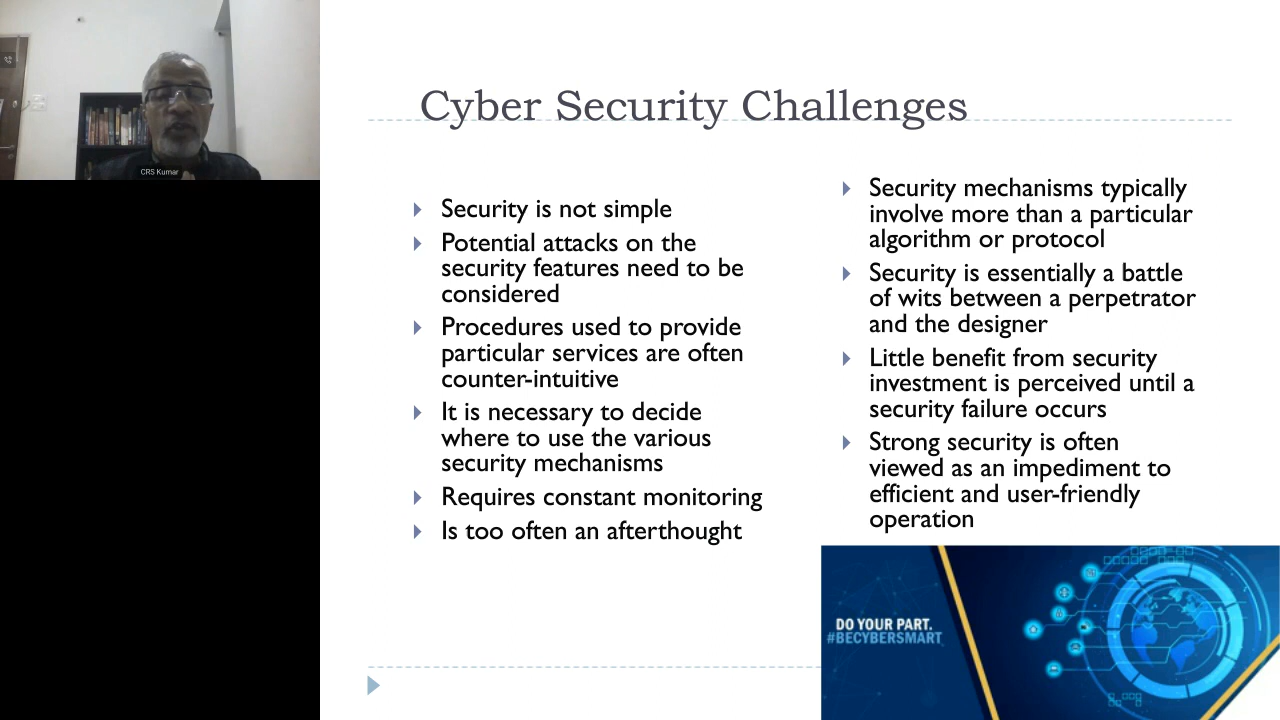 CRS Kumar
Cyber Security Challenges
Security is not simple
Potential attacks on the
security features need to be
considered
Procedures used to provide
particular services are often
counter-intuitive
It is necessary to decide
where to use the various
security mechanisms
Requires constant monitoring
Is too often an afterthought
Security mechanisms typically
involve more than a particular
algorithm or protocol
Security is essentially a battle
of wits between a perpetrator
and the designer
Little benefit from security
investment is perceived until a
security failure occurs
Strong security is often
viewed as an impediment to
efficient and user-friendly
operation
DO YOUR PART.
#BECYBERSMART